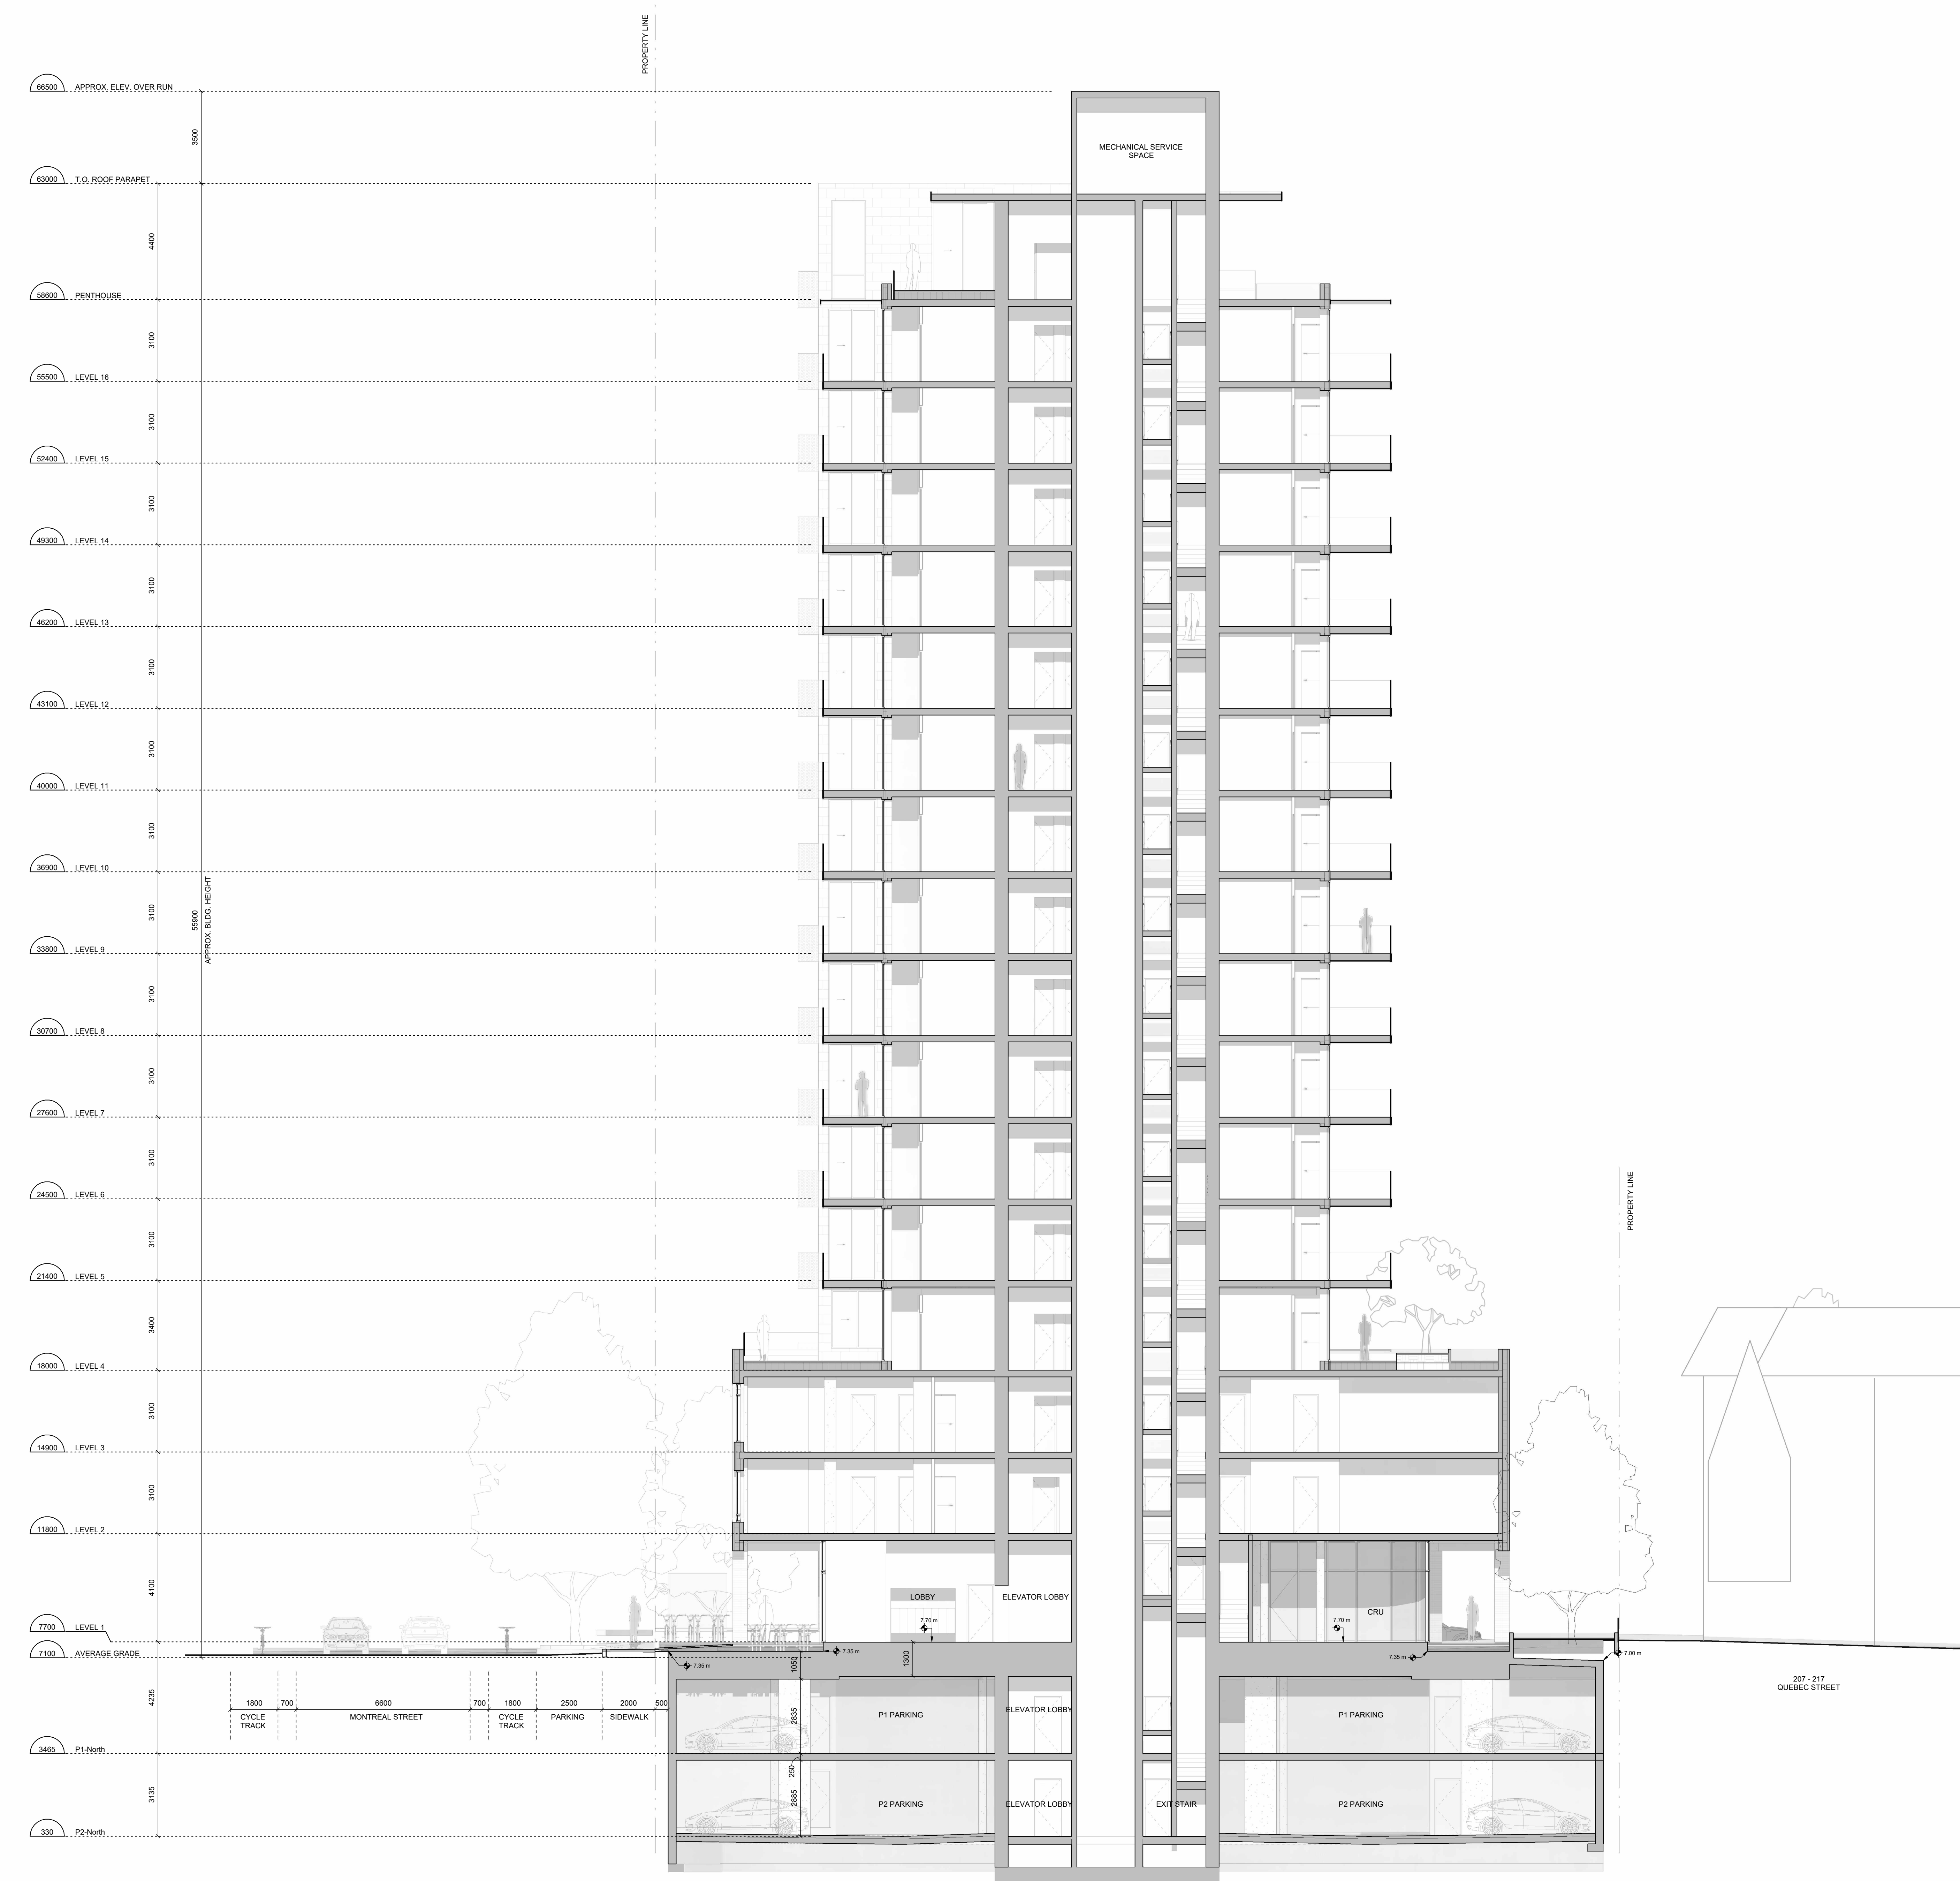 PROPERTY LINE
66500 APPROX. ELEV. OVER RUN
3500
MECHANICAL SERVICE
SPACE
63000 T.O. ROOF PARAPET
4400
58600 PENTHOUSE
3100
55500 LEVEL 16
3100
52400 LEVEL 15
3100
49300 LEVEL 14
3100
46200 LEVEL 13
3100
43100 LEVEL 12
3100
40000 LEVEL 11
3100
36900 LEVEL 10
3100
55900
APPROX. BLDG. HEIGHT
33800 LEVEL 9
3100
30700 LEVEL 8
3100
27600 LEVEL 7
3100
24500 LEVEL 6
PROPERTY LINE
3100
21400 LEVEL 5
3400
18000 LEVEL 4
3100
14900 LEVEL 3
3100
11800 LEVEL 2
4100
LOBBY
ELEVATOR LOBBY
CRU
7.70 m
7.70 m
7700 LEVEL 1
7100 AVERAGE GRADE
7.35 m
7.35 m
7.35 m
7.00 m
1050
1300
4235
1800
700
6600
700
1800
2500
2000
500
CYCLE
TRACK
MONTREAL STREET
CYCLE
TRACK
PARKING
SIDEWALK
2835
P1 PARKING
ELEVATOR LOBBY
P1 PARKING
207 - 217
QUEBEC STREET
3465 P1-North
250
3135
2885
P2 PARKING
ELEVATOR LOBBY
EXIT STAIR
P2 PARKING
330 P2-North